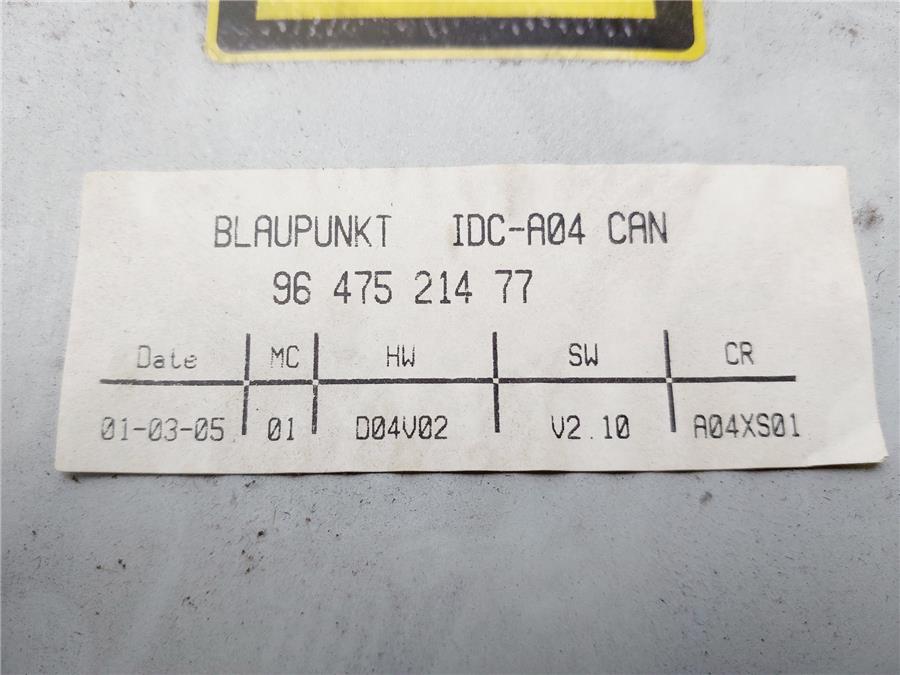 BLAUPUNKT IDC-A04 CAN
96 475 214 77
Date MC HW SW CR
01-03-05 01 D04V02 V2.10 A04XS01